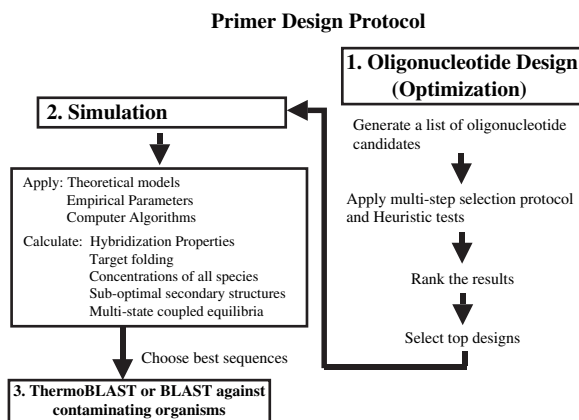 Primer Design Protocol
1. Oligonucleotide Design
(Optimization)
Generate a list of oligonucleotide
candidates
Apply multi-step selection protocol
and Heuristic tests
Rank the results
Select top designs
2. Simulation
Apply: Theoretical models
Empirical Parameters
Computer Algorithms
Calculate: Hybridization Properties
Target folding
Concentrations of all species
Sub-optimal secondary structures
Multi-state coupled equilibria
Choose best sequences
3. ThermoBLAST or BLAST against
contaminating organisms